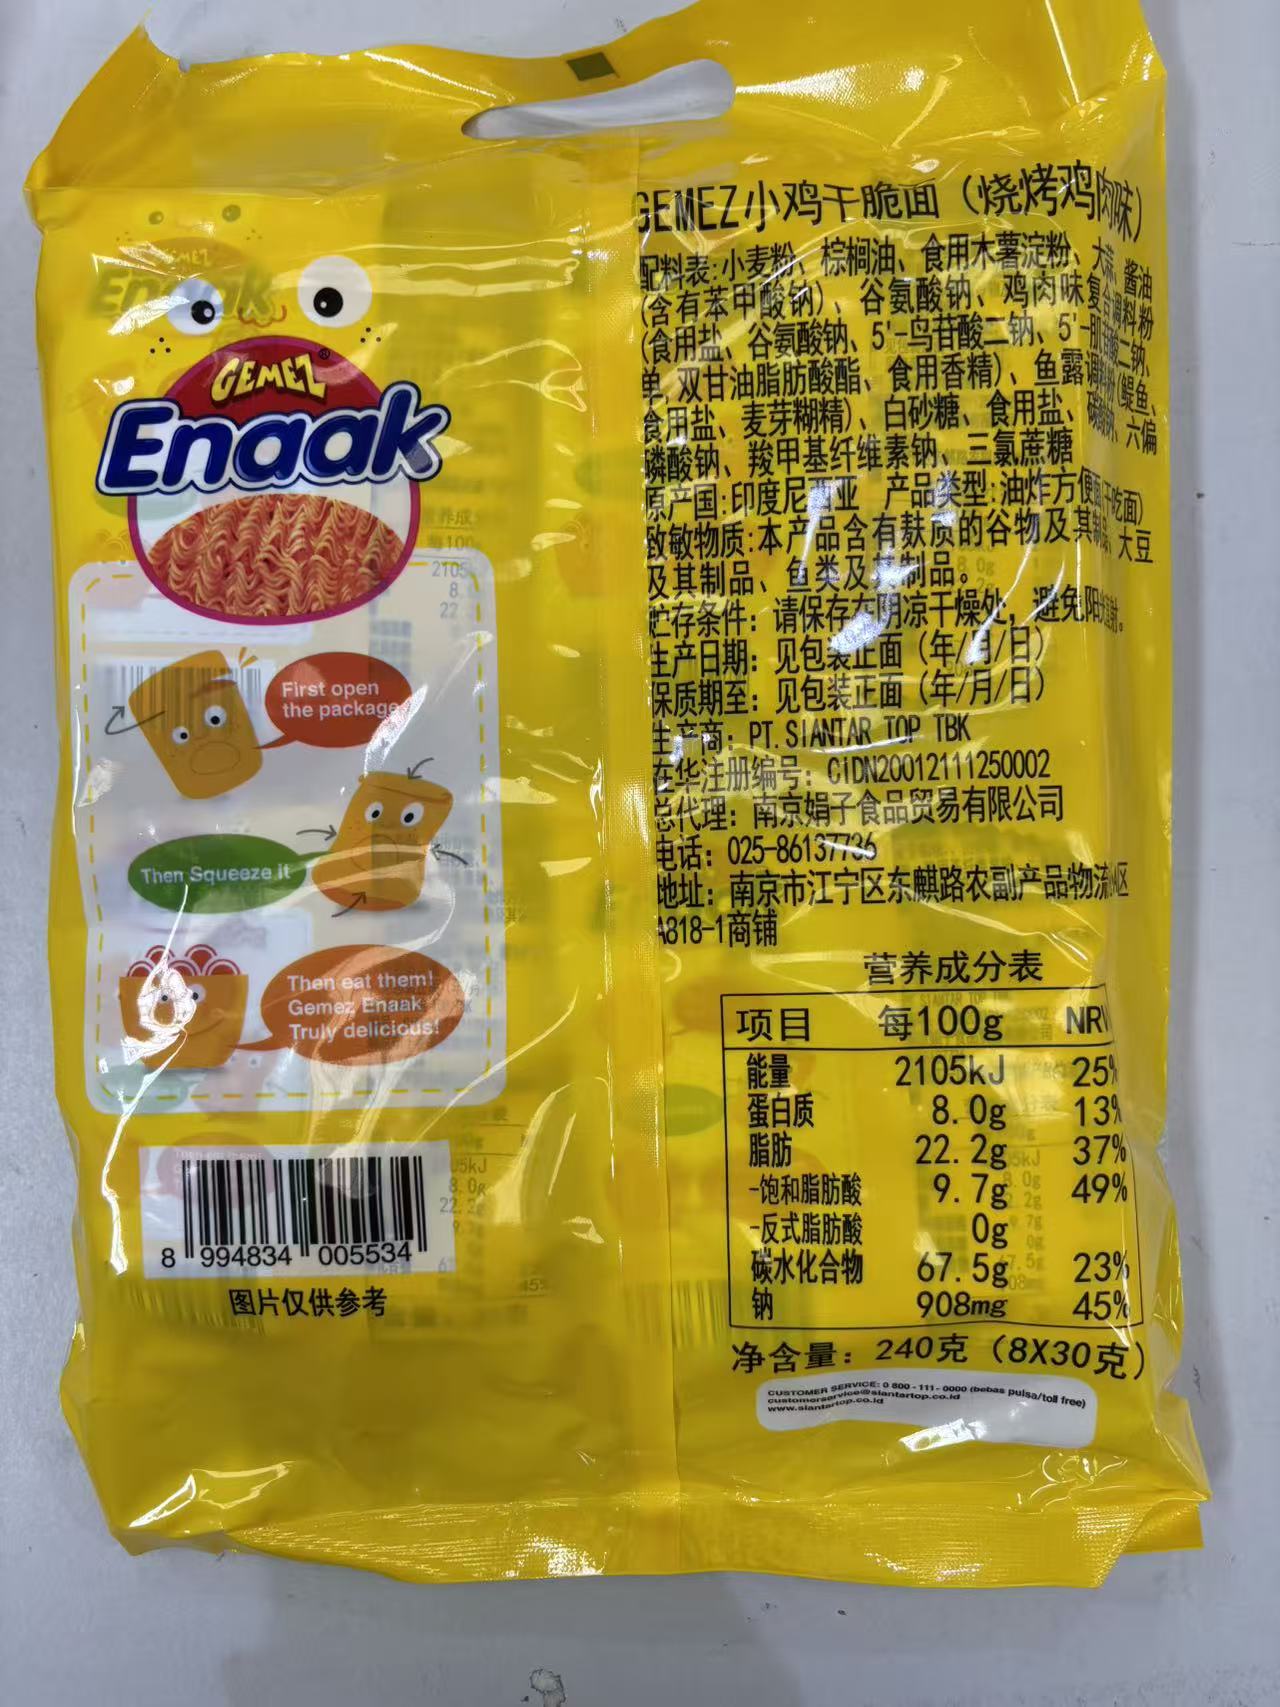 GEMEZ
Enaak
First open
the package
Then Squeeze it
Then eat them!
Gemez Enaak
Truly delicious!
8 994834 005534
图片仅供参考
GEMEZ小鸡干脆面（烧烤鸡肉味）
配料表:小麦粉、棕榈油、食用木薯淀粉、大蒜、酱油
(含有苯甲酸钠)、谷氨酸钠、鸡肉味复合调料粉
(食用盐、谷氨酸钠、5'-鸟苷酸二钠、5'-肌苷酸二钠、
单,双甘油脂肪酸酯、食用香精)、鱼露调料粉(鳀鱼、
食用盐、麦芽糊精)、白砂糖、食用盐、碳酸钠、六偏
磷酸钠、羧甲基纤维素钠、三氯蔗糖
原产国:印度尼西亚 产品类型:油炸方便面(干吃面)
致敏物质:本产品含有麸质的谷物及其制品、大豆
及其制品、鱼类及其制品。
贮存条件：请保存在阴凉干燥处，避免阳光直射。
生产日期：见包装正面（年/月/日）
保质期至：见包装正面（年/月/日）
生产商：PT.SIANTAR TOP TBK
在华注册编号：CIDN20012111250002
总代理：南京娟子食品贸易有限公司
电话：025-86137736
地址：南京市江宁区东麒路农副产品物流小区
A818-1商铺
营养成分表
项目 每100g NRV
能量 2105kJ 25%
蛋白质 8.0g 13%
脂肪 22.2g 37%
-饱和脂肪酸 9.7g 49%
-反式脂肪酸 0g
碳水化合物 67.5g 23%
钠 908mg 45%
净含量：240克（8X30克）
CUSTOMER SERVICE: 0 800 - 111 - 0000 (bebas pulsa/toll free)
customerservice@siantartop.co.id
www.siantartop.co.id